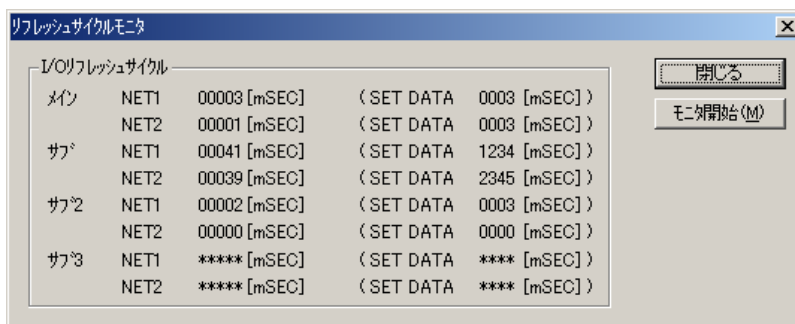 リフレッシュサイクルモニタ
I/Oリフレッシュサイクル
メイン NET1 00003 [mSEC] ( SET DATA 0003 [mSEC] )
NET2 00001 [mSEC] ( SET DATA 0003 [mSEC] )
サブ NET1 00041 [mSEC] ( SET DATA 1234 [mSEC] )
NET2 00039 [mSEC] ( SET DATA 2345 [mSEC] )
サブ2 NET1 00002 [mSEC] ( SET DATA 0003 [mSEC] )
NET2 00000 [mSEC] ( SET DATA 0000 [mSEC] )
サブ3 NET1 ***** [mSEC] ( SET DATA **** [mSEC] )
NET2 ***** [mSEC] ( SET DATA **** [mSEC] )
閉じる
モニタ開始(M)